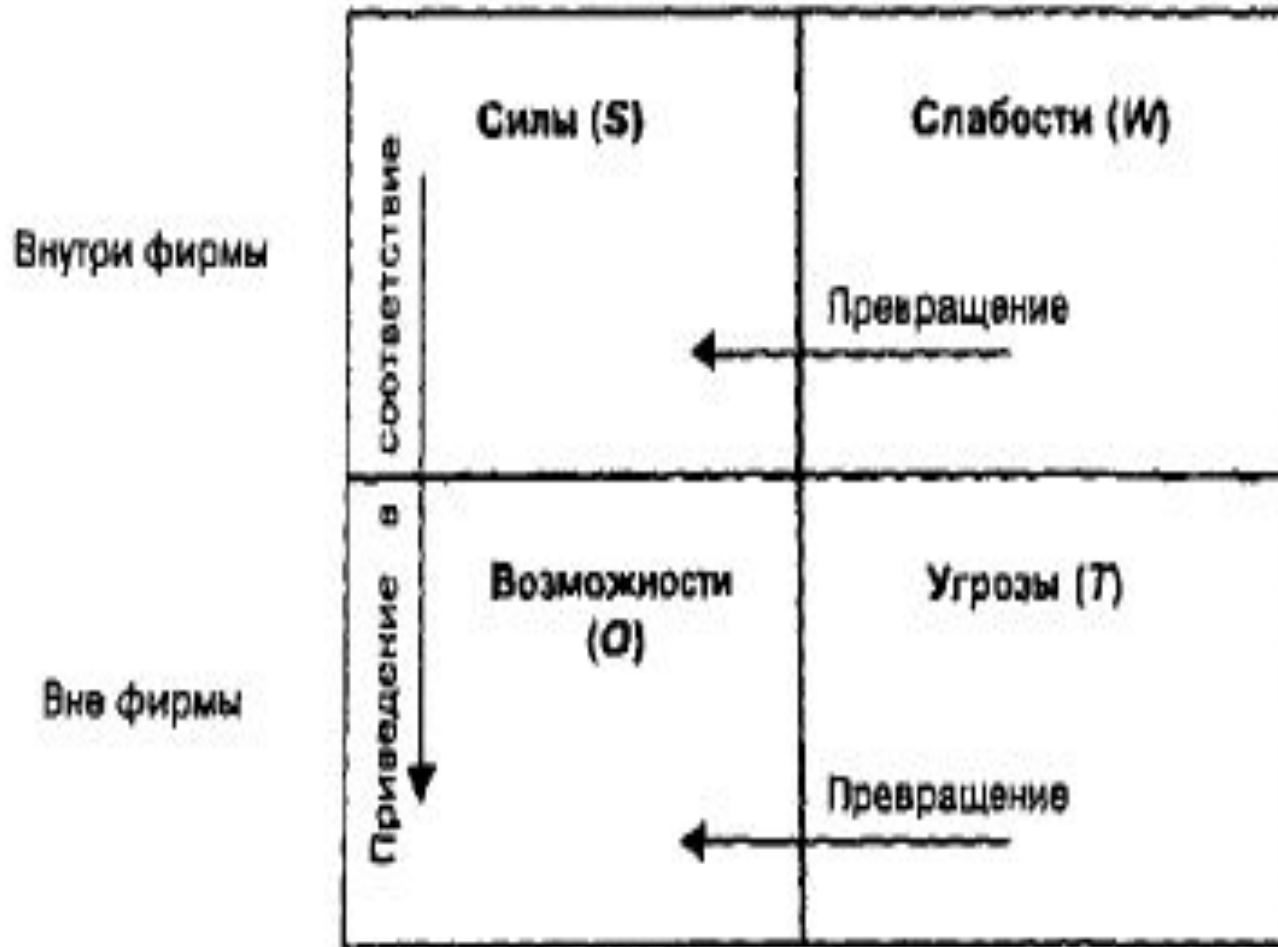 Силы (S)
Слабости (W)
Внутри фирмы
Превращение
Приведение в соответствие
Возможности
(O)
Угрозы (T)
Вне фирмы
Превращение